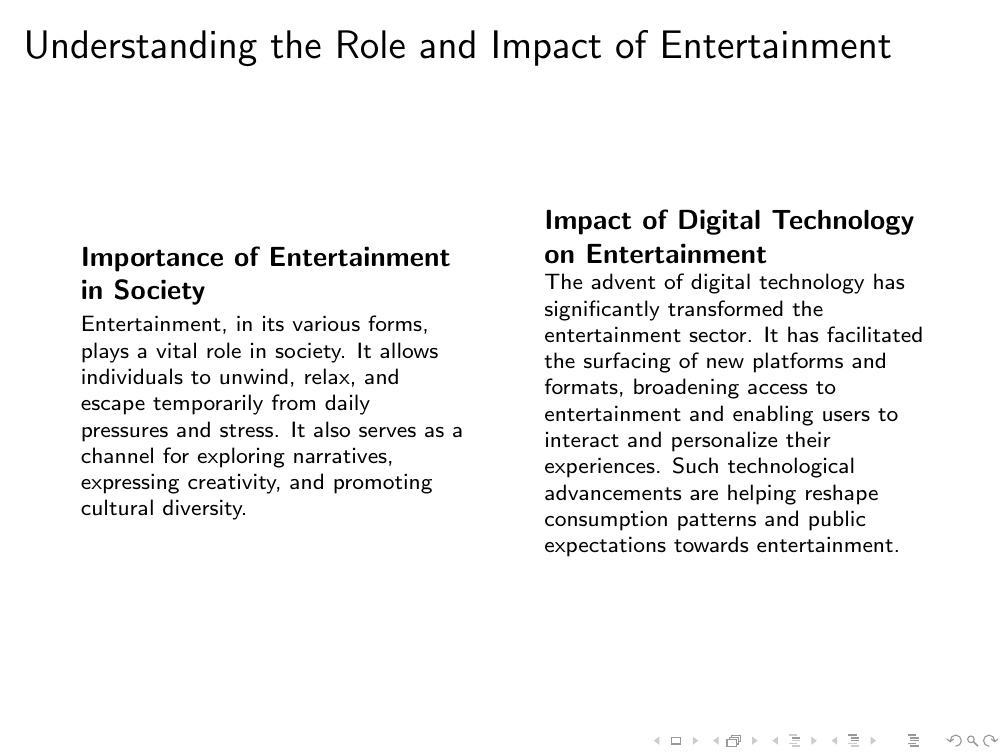 Understanding the Role and Impact of Entertainment
Importance of Entertainment
in Society
Entertainment, in its various forms,
plays a vital role in society. It allows
individuals to unwind, relax, and
escape temporarily from daily
pressures and stress. It also serves as a
channel for exploring narratives,
expressing creativity, and promoting
cultural diversity.
Impact of Digital Technology
on Entertainment
The advent of digital technology has
significantly transformed the
entertainment sector. It has facilitated
the surfacing of new platforms and
formats, broadening access to
entertainment and enabling users to
interact and personalize their
experiences. Such technological
advancements are helping reshape
consumption patterns and public
expectations towards entertainment.